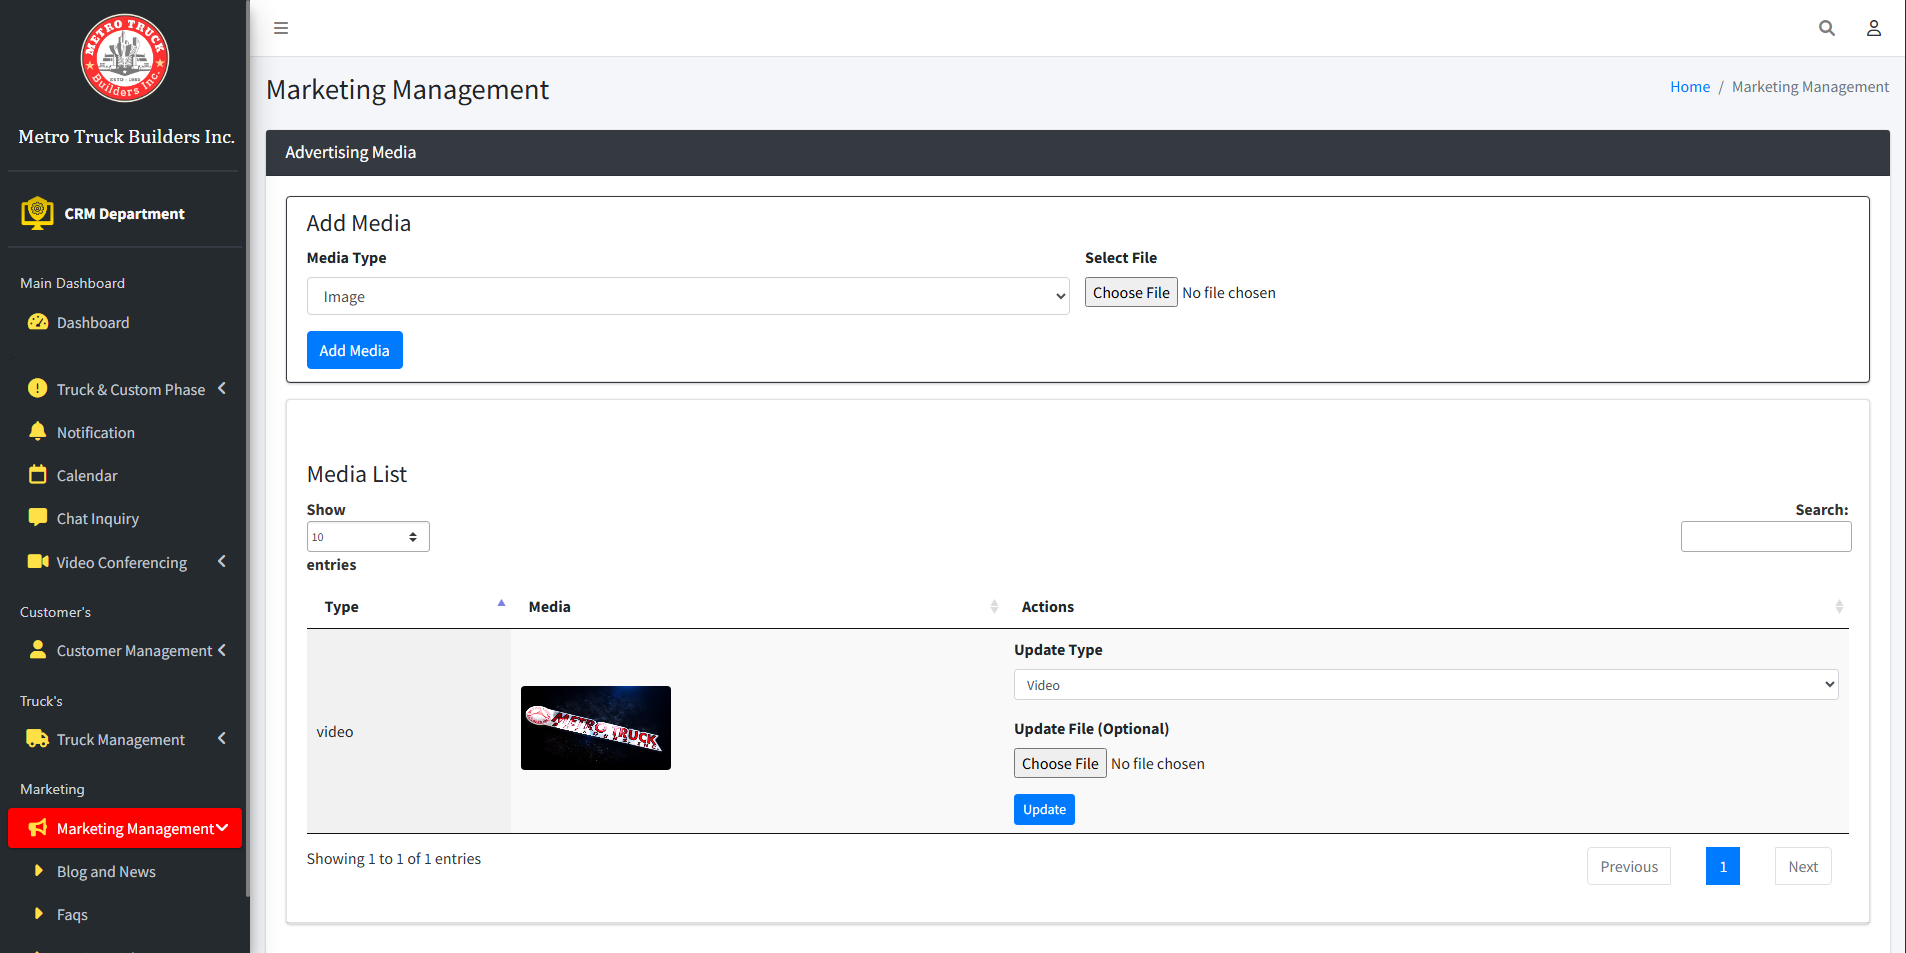 METRO TRUCK
ESTD - 1983
Builders Inc.
Metro Truck Builders Inc.
CRM Department
Main Dashboard
Dashboard
Truck & Custom Phase
Notification
Calendar
Chat Inquiry
Video Conferencing
Customer's
Customer Management
Truck's
Truck Management
Marketing
Marketing Management
Blog and News
Faqs
Marketing Management
Home / Marketing Management
Advertising Media
Add Media
Media Type Select File
Image Choose File No file chosen
Add Media
Media List
Show Search:
10
entries
Type Media Actions
Update Type
Video
video
METRO TRUCK
Update File (Optional)
Choose File No file chosen
Update
Showing 1 to 1 of 1 entries
Previous 1 Next